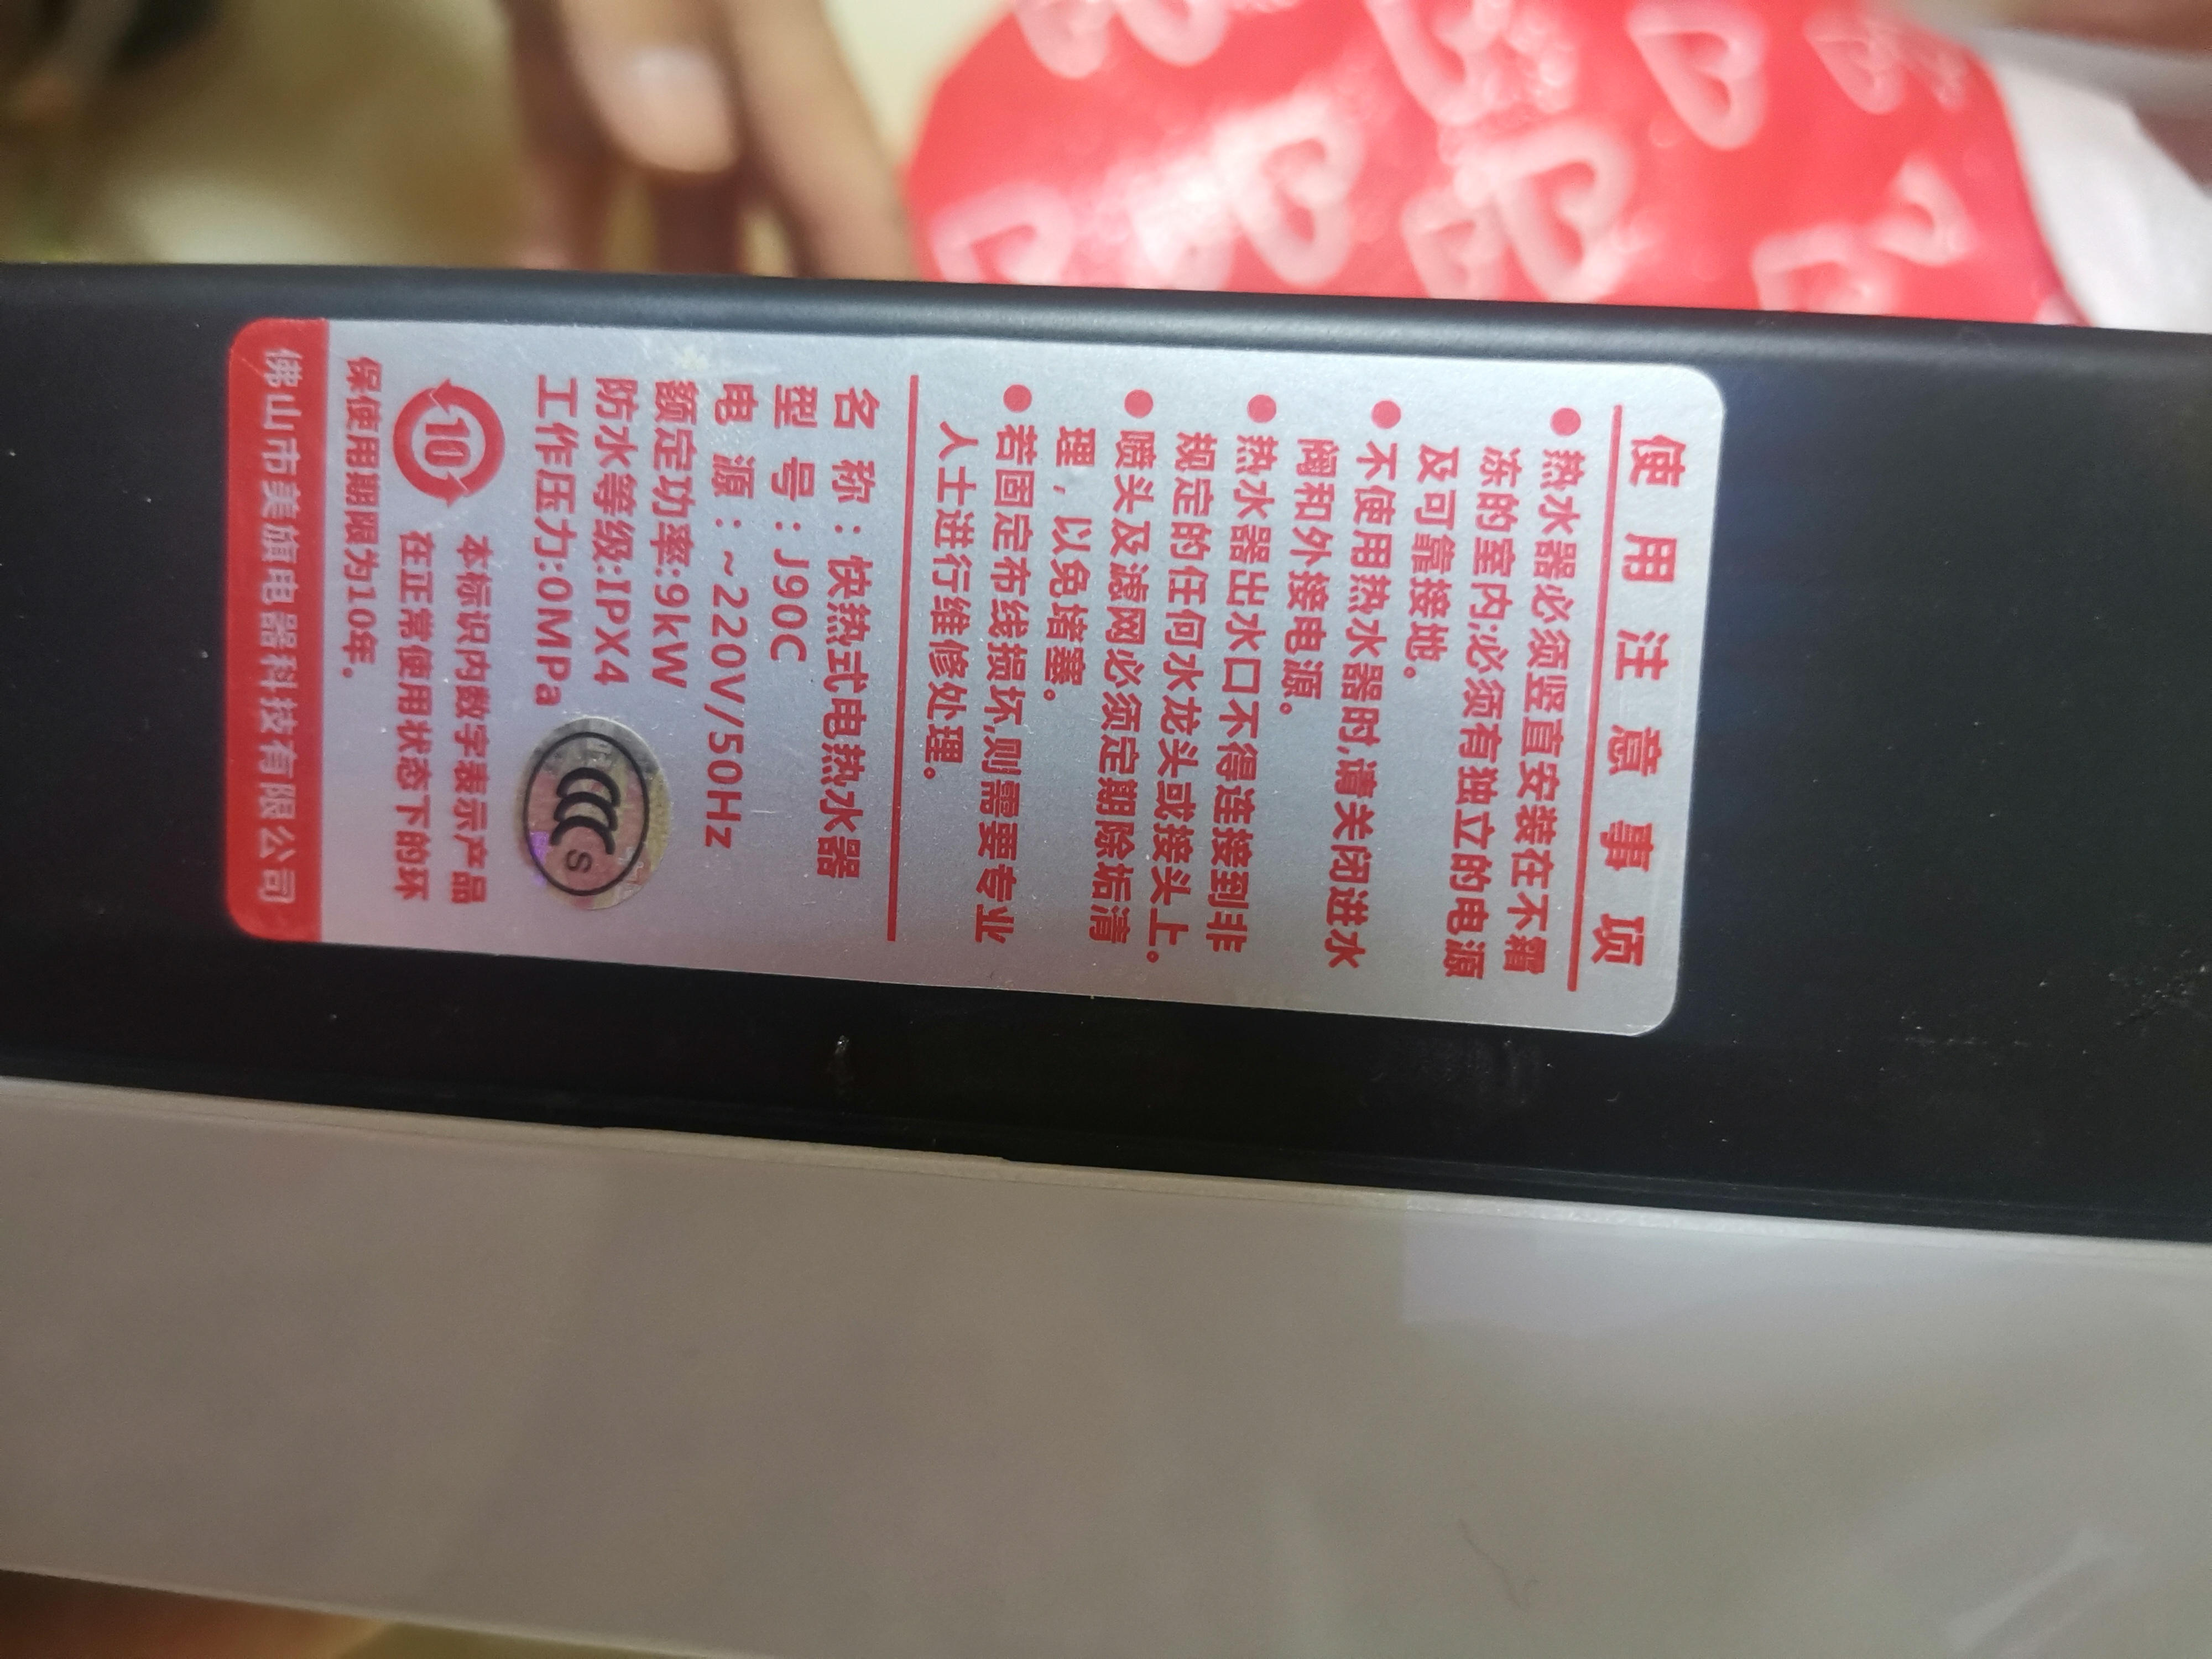 使用注意事项
● 热水器必须竖直安装在不霜
冻的室内;必须有独立的电源
及可靠接地。
● 不使用热水器时,请关闭进水
阀和外接电源。
● 热水器出水口不得连接到非
规定的任何水龙头或接头上。
● 喷头及滤网必须定期除垢清
理，以免堵塞。
● 若固定布线损坏,则需要专业
人士进行维修处理。
名称：快热式电热水器
型号：J90C
电源：~220V/50Hz
额定功率:9kW
防水等级:IPX4
工作压力:0MPa
CCC S
10
本标识内数字表示产品
在正常使用状态下的环
保使用期限为10年。
佛山市美旗电器科技有限公司